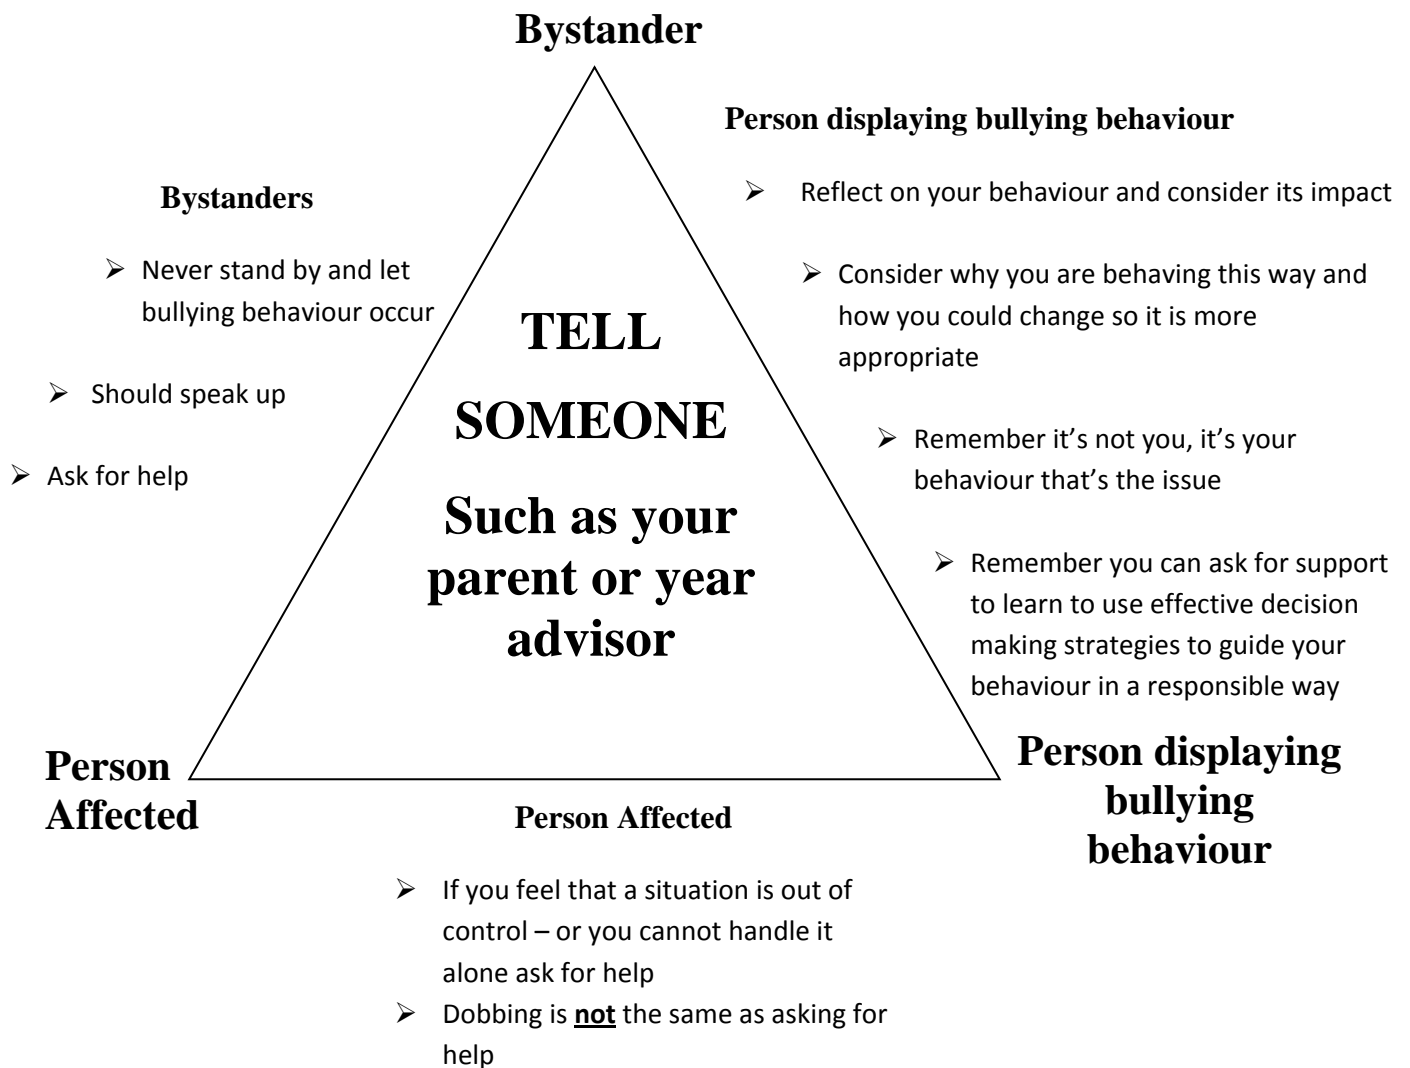 Bystander
Person displaying bullying behaviour
➢ Reflect on your behaviour and consider its impact
➢ Consider why you are behaving this way and
how you could change so it is more
appropriate
➢ Remember it’s not you, it’s your
behaviour that’s the issue
➢ Remember you can ask for support
to learn to use effective decision
making strategies to guide your
behaviour in a responsible way
Bystanders
➢ Never stand by and let
bullying behaviour occur
➢ Should speak up
➢ Ask for help
TELL
SOMEONE
Such as your
parent or year
advisor
Person
Affected
Person displaying
bullying
behaviour
Person Affected
➢ If you feel that a situation is out of
control – or you cannot handle it
alone ask for help
➢ Dobbing is not the same as asking for
help